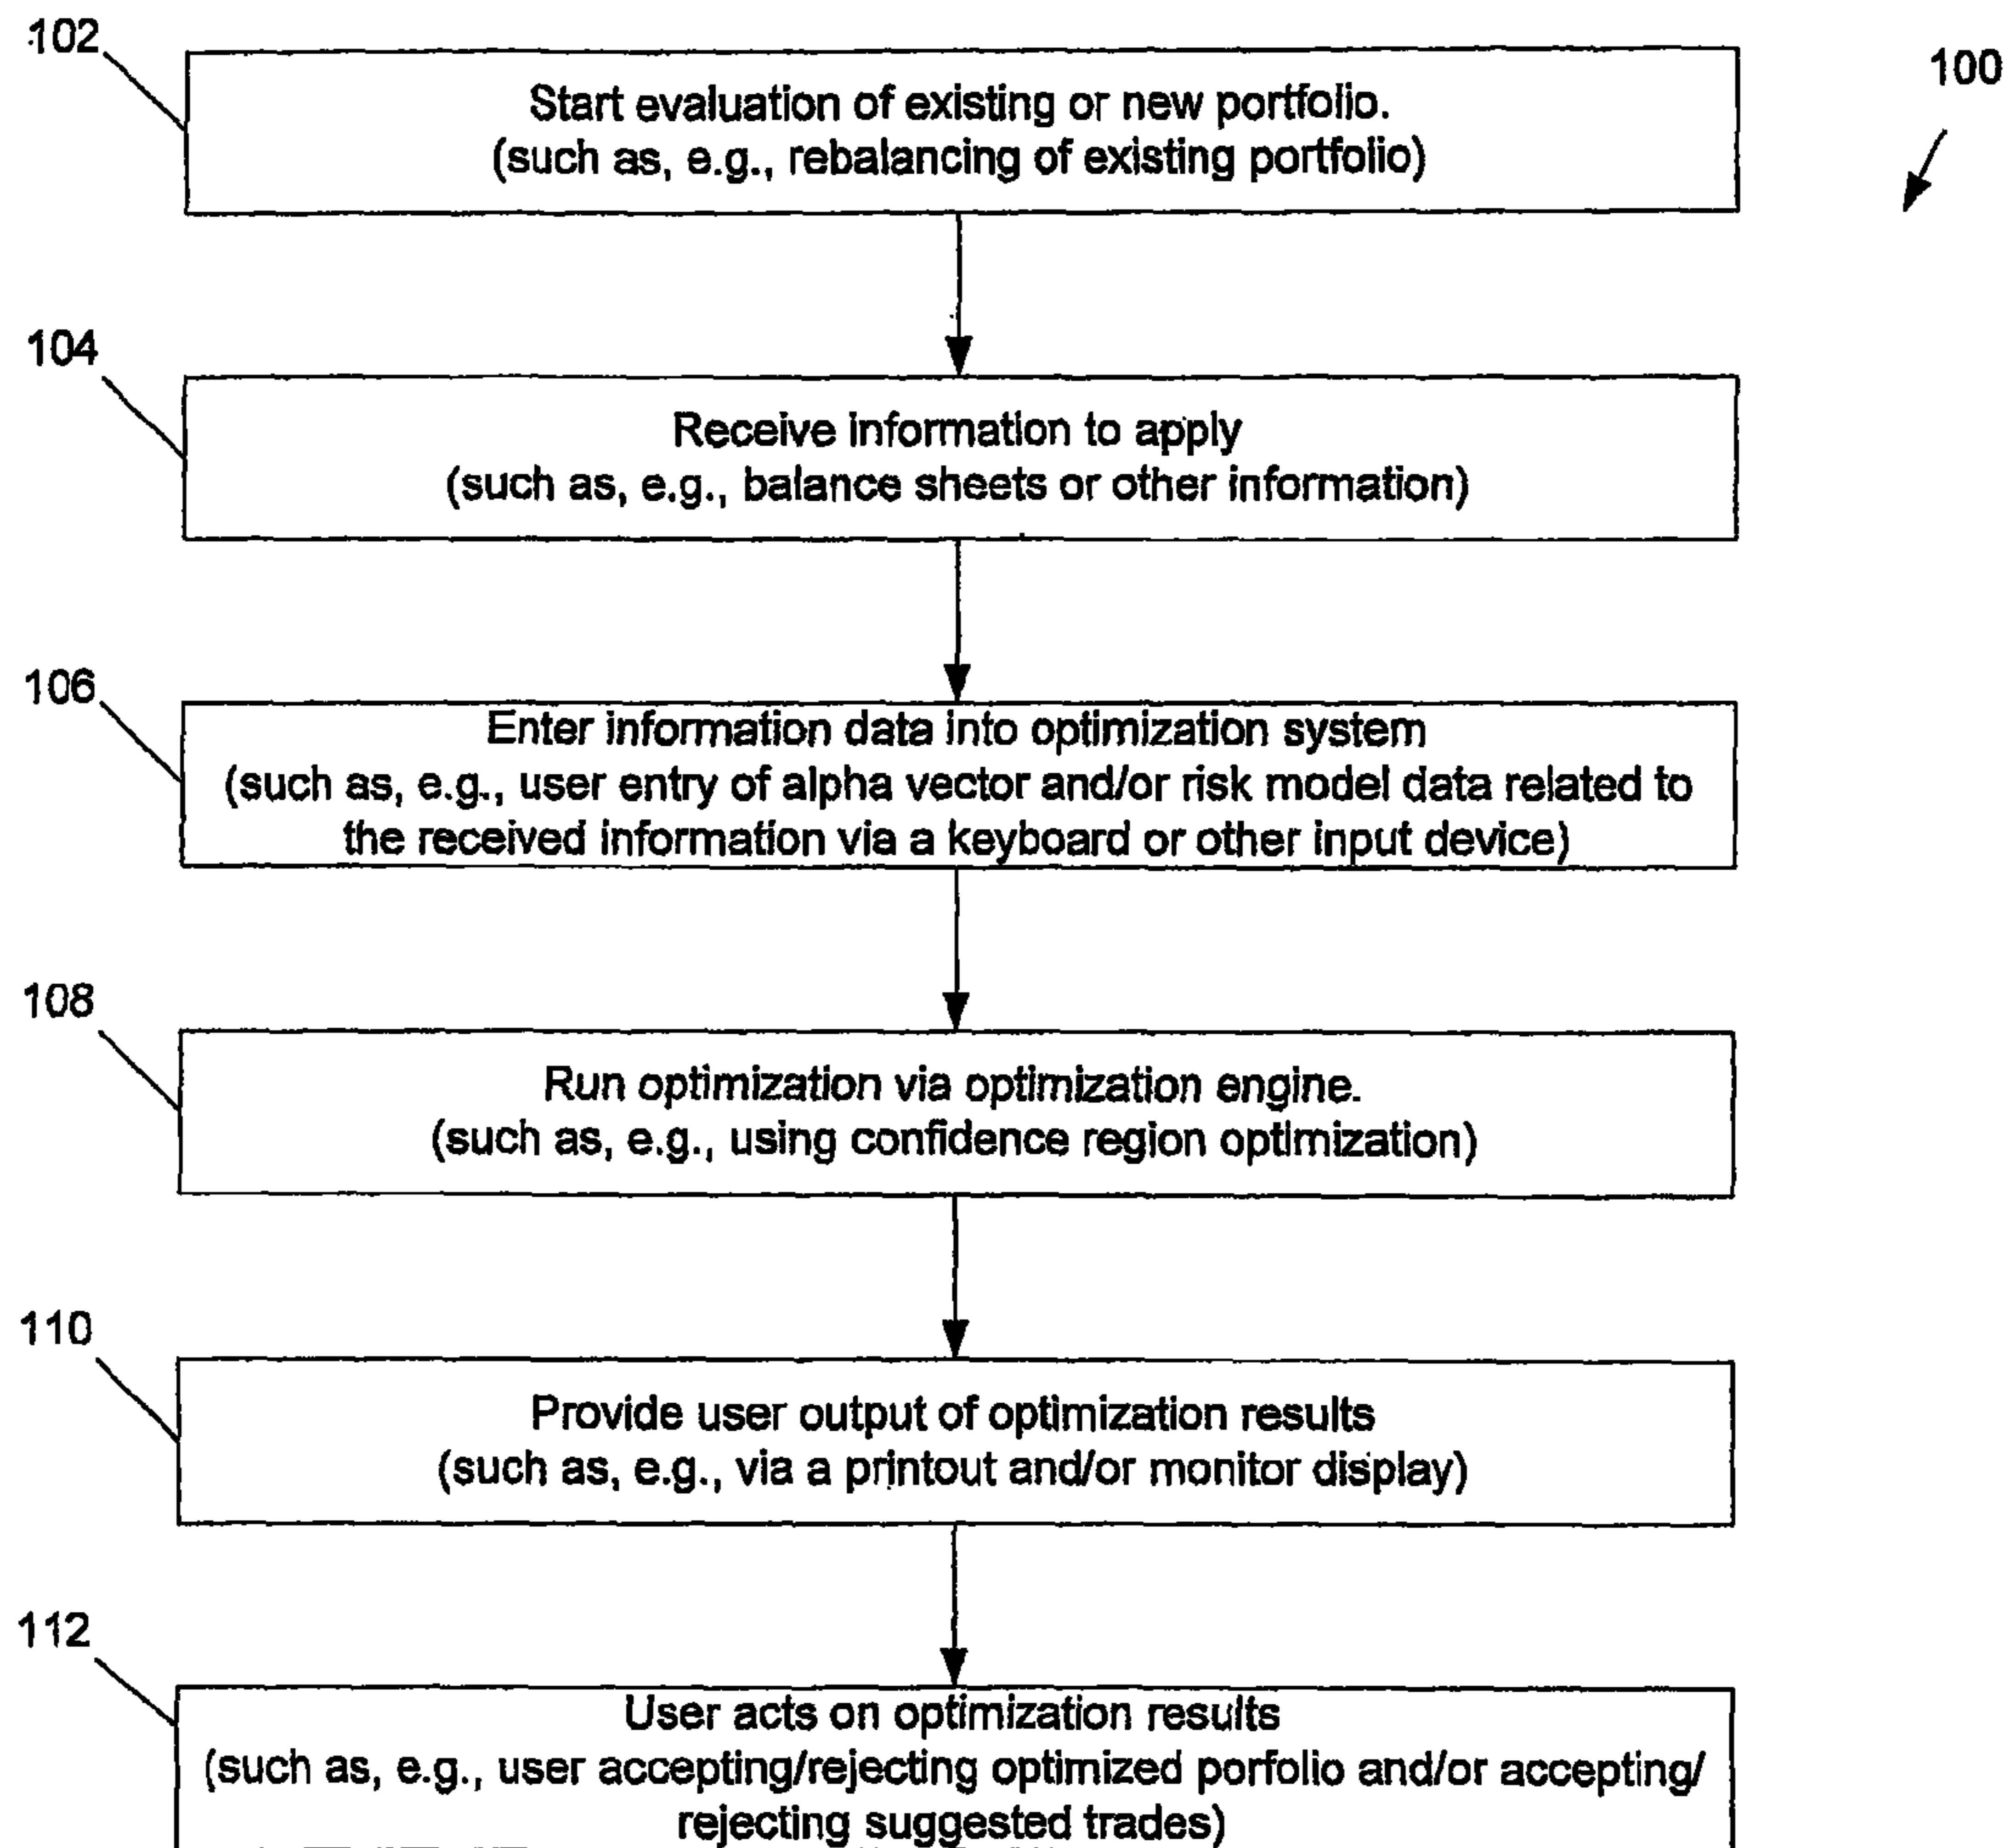 102
100
Start evaluation of existing or new portfolio.
(such as, e.g., rebalancing of existing portfolio)
104
Receive information to apply
(such as, e.g., balance sheets or other information)
106
Enter information data into optimization system
(such as, e.g., user entry of alpha vector and/or risk model data related to
the received information via a keyboard or other input device)
108
Run optimization via optimization engine.
(such as, e.g., using confidence region optimization)
110
Provide user output of optimization results
(such as, e.g., via a printout and/or monitor display)
112
User acts on optimization results
(such as, e.g., user accepting/rejecting optimized porfolio and/or accepting/
rejecting suggested trades)